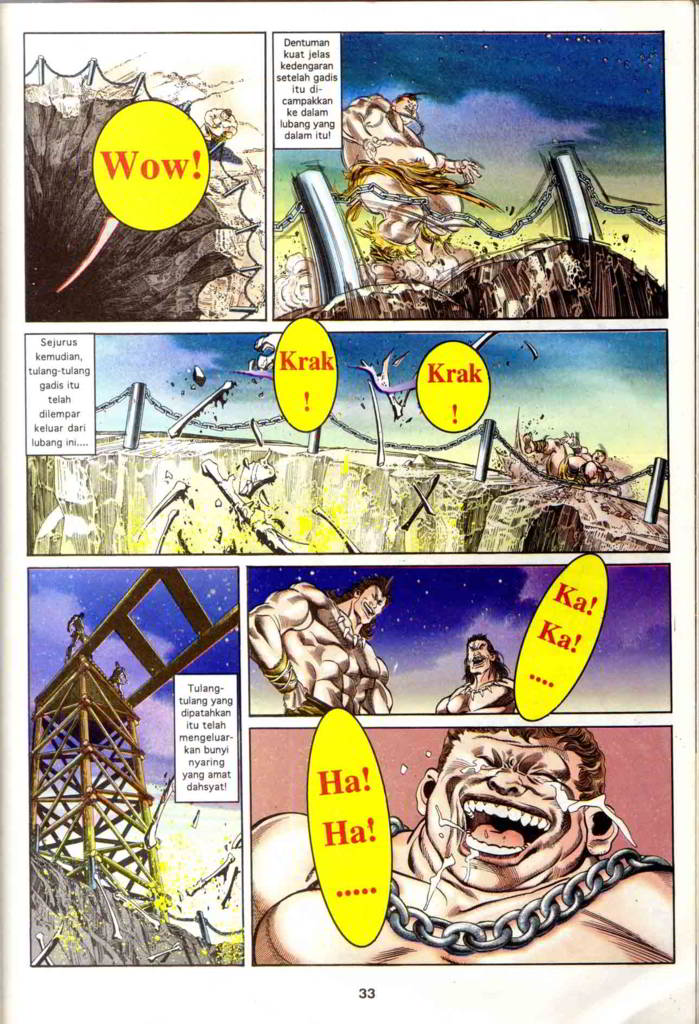 Wow!
Dentuman
kuat jelas
kedengaran
setelah gadis
itu di-
campakkan
ke dalam
lubang yang
dalam itu!
Sejurus
kemudian,
tulang-tulang
gadis itu
telah
dilempar
keluar dari
lubang ini....
Krak
!
Krak
!
Tulang-
tulang yang
dipatahkan
itu telah
mengeluar-
kan bunyi
nyaring
yang amat
dahsyat!
Ka!
Ka!
....
Ha!
Ha!
.....
33